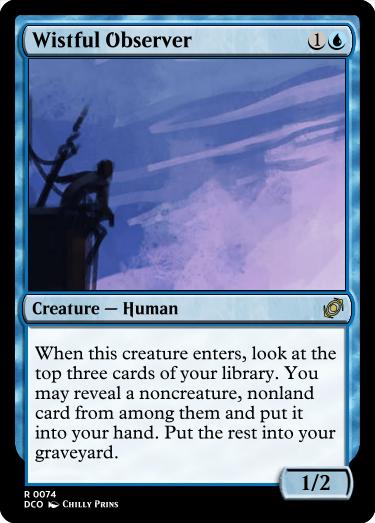 Wistful Observer 1
Creature — Human
When this creature enters, look at the
top three cards of your library. You
may reveal a noncreature, nonland
card from among them and put it
into your hand. Put the rest into your
graveyard.
1/2
R 0074
DCO Chilly Prins